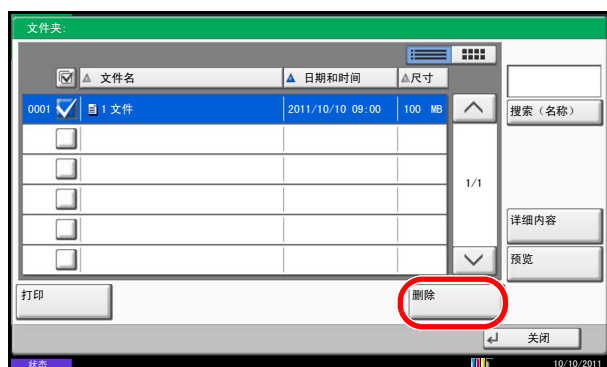 文件夹:
文件名 日期和时间 尺寸
0001 1 文件 2011/10/10 09:00 100 MB
搜索（名称）
1/1
详细内容
预览
打印 删除
关闭
状态 10/10/2011